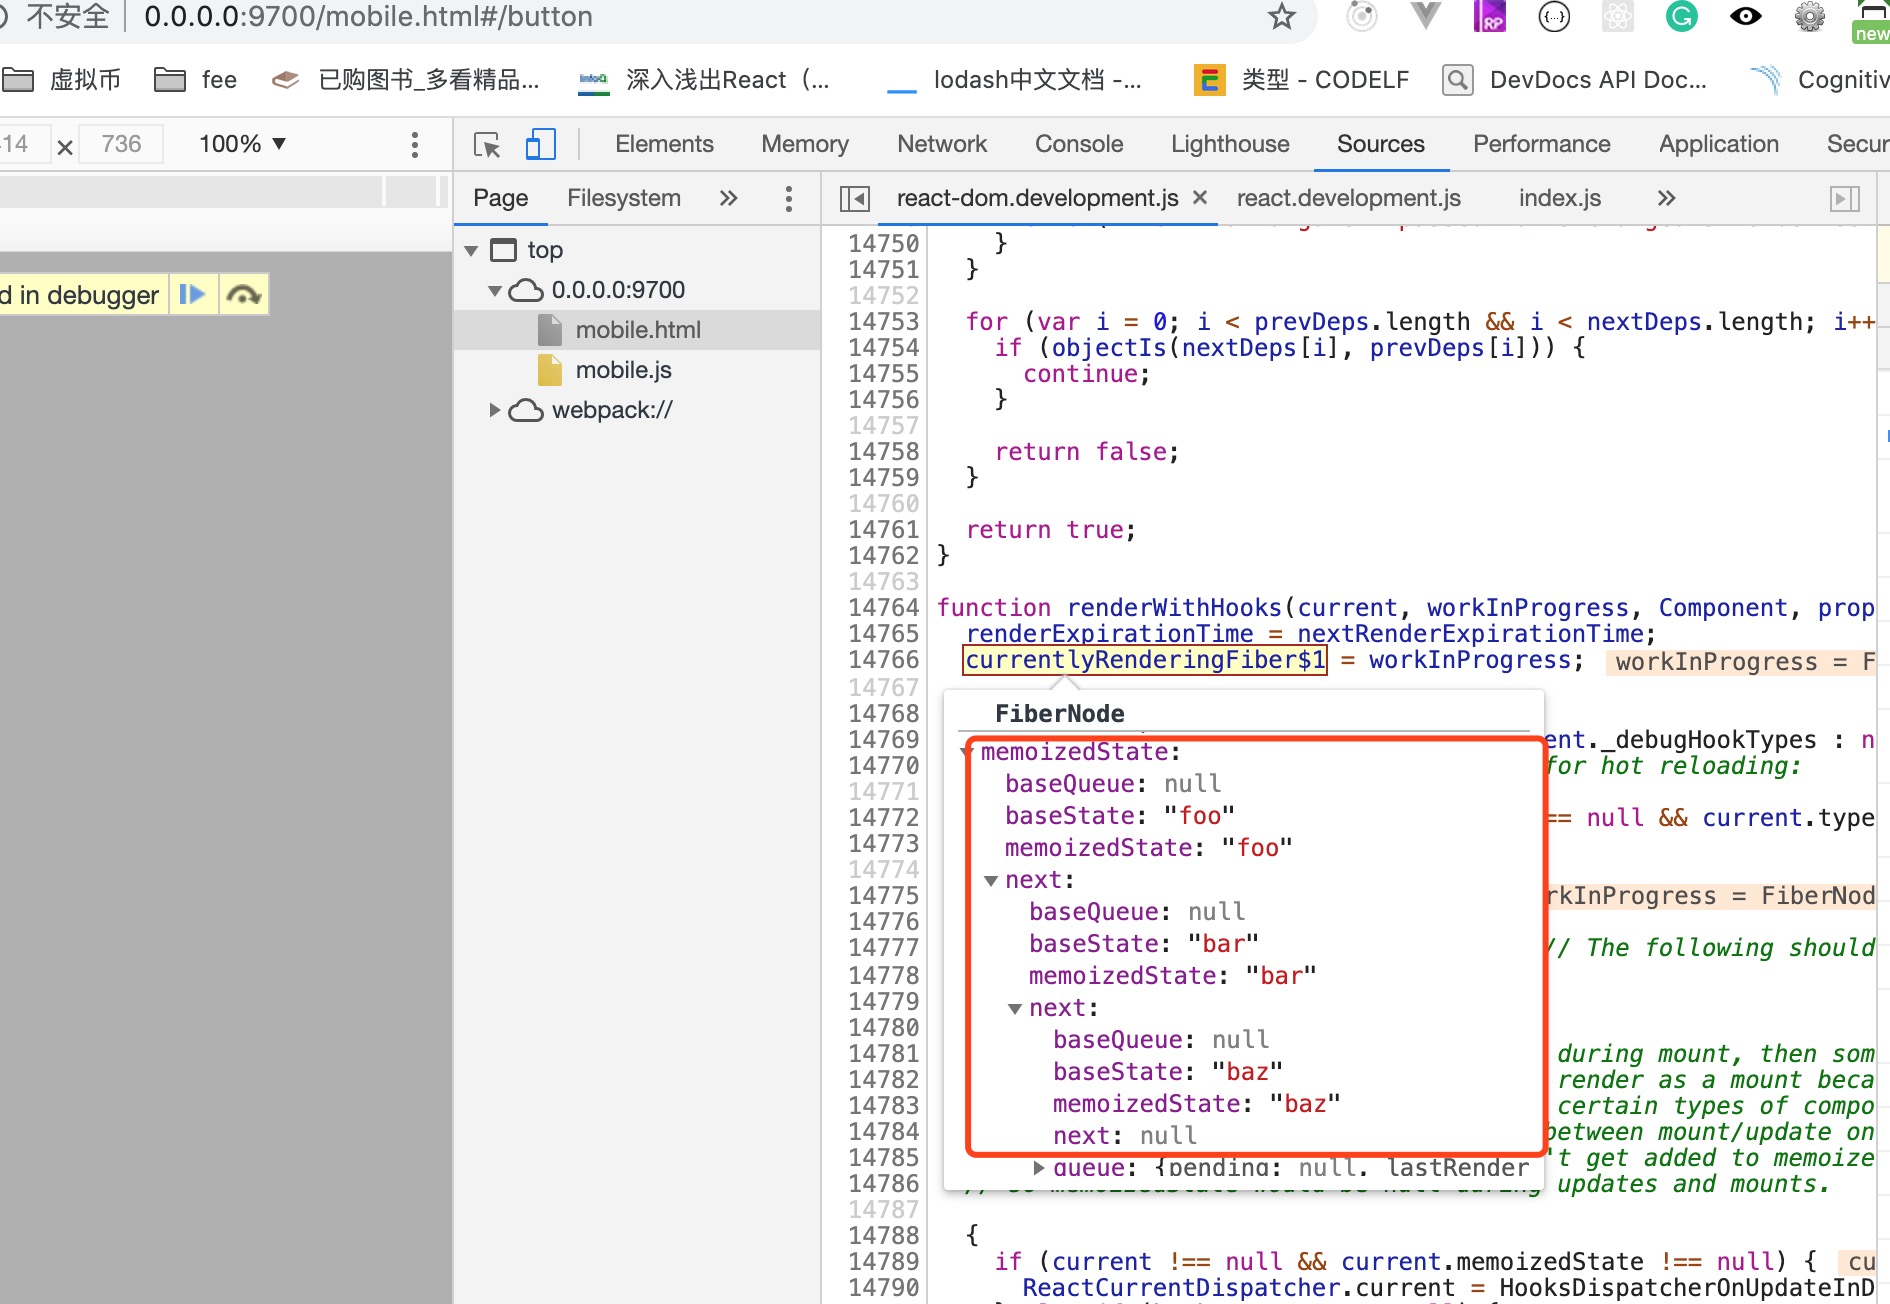 不安全 0.0.0.0:9700/mobile.html#/button
RP {...} G new
虚拟币 fee 已购图书_多看精品... 深入浅出React（... lodash中文文档 -... 类型 - CODELF DevDocs API Doc... Cognitiv
14 × 736 100% ▼ Elements Memory Network Console Lighthouse Sources Performance Application Secur
Page Filesystem » react-dom.development.js × react.development.js index.js »
top
0.0.0.0:9700
mobile.html
mobile.js
webpack://
d in debugger
14750 }
14751 }
14752
14753 for (var i = 0; i < prevDeps.length && i < nextDeps.length; i++
14754 if (objectIs(nextDeps[i], prevDeps[i])) {
14755 continue;
14756 }
14757
14758 return false;
14759 }
14760
14761 return true;
14762 }
14763
14764 function renderWithHooks(current, workInProgress, Component, prop
14765 renderExpirationTime = nextRenderExpirationTime;
14766 currentlyRenderingFiber$1 = workInProgress; workInProgress = F
14767
14768
14769 ent._debugHookTypes : n
14770 for hot reloading:
14771
14772 == null && current.type
14773
14774
14775 rkInProgress = FiberNod
14776
14777 // The following should
14778
14779
14780
14781 during mount, then som
14782 render as a mount beca
14783 certain types of compo
14784 between mount/update on
14785 't get added to memoize
14786 // so memoizedState would be null during updates and mounts.
14787
14788 {
14789 if (current !== null && current.memoizedState !== null) { cu
14790 ReactCurrentDispatcher.current = HooksDispatcherOnUpdateInD
FiberNode
memoizedState:
baseQueue: null
baseState: "foo"
memoizedState: "foo"
next:
baseQueue: null
baseState: "bar"
memoizedState: "bar"
next:
baseQueue: null
baseState: "baz"
memoizedState: "baz"
next: null
queue: {pending: null, lastRender